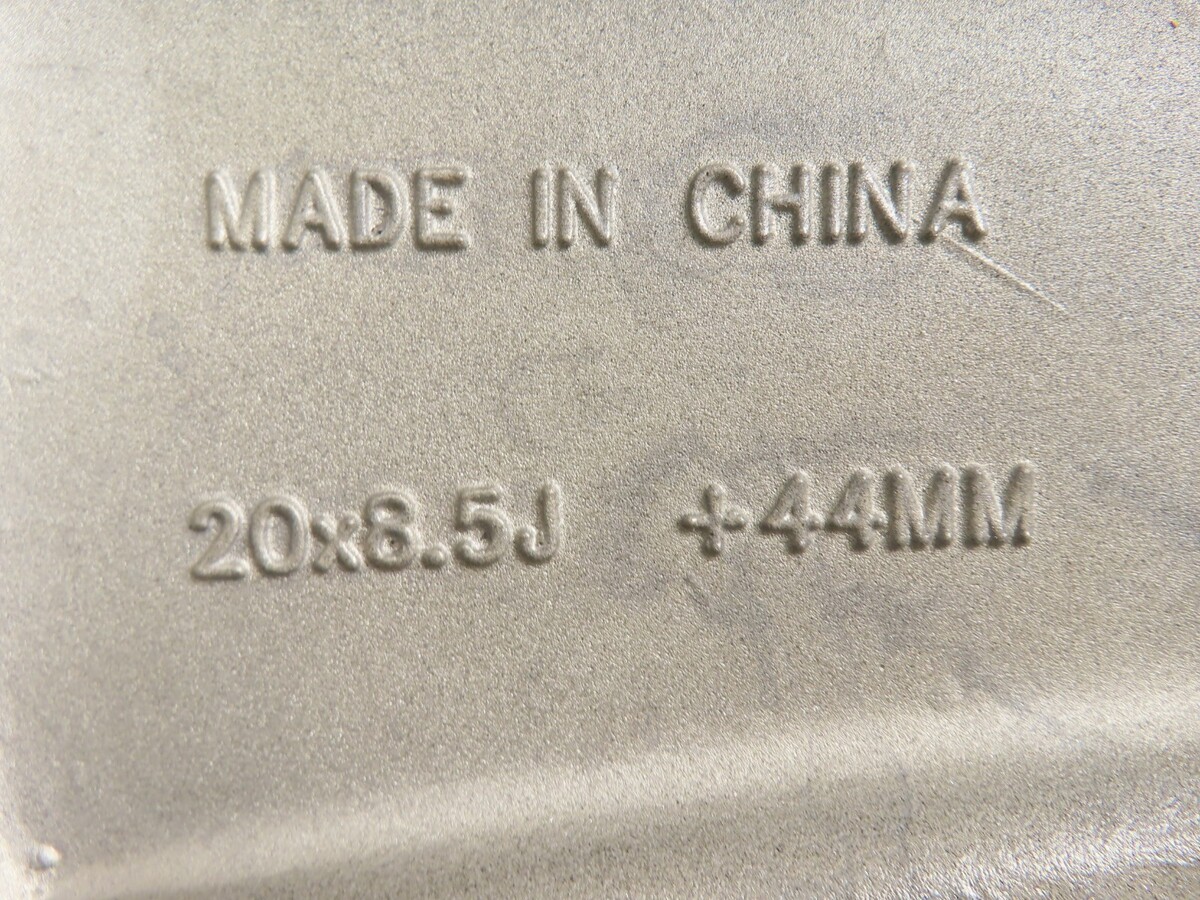 MADE IN CHINA
20x8.5J +44MM